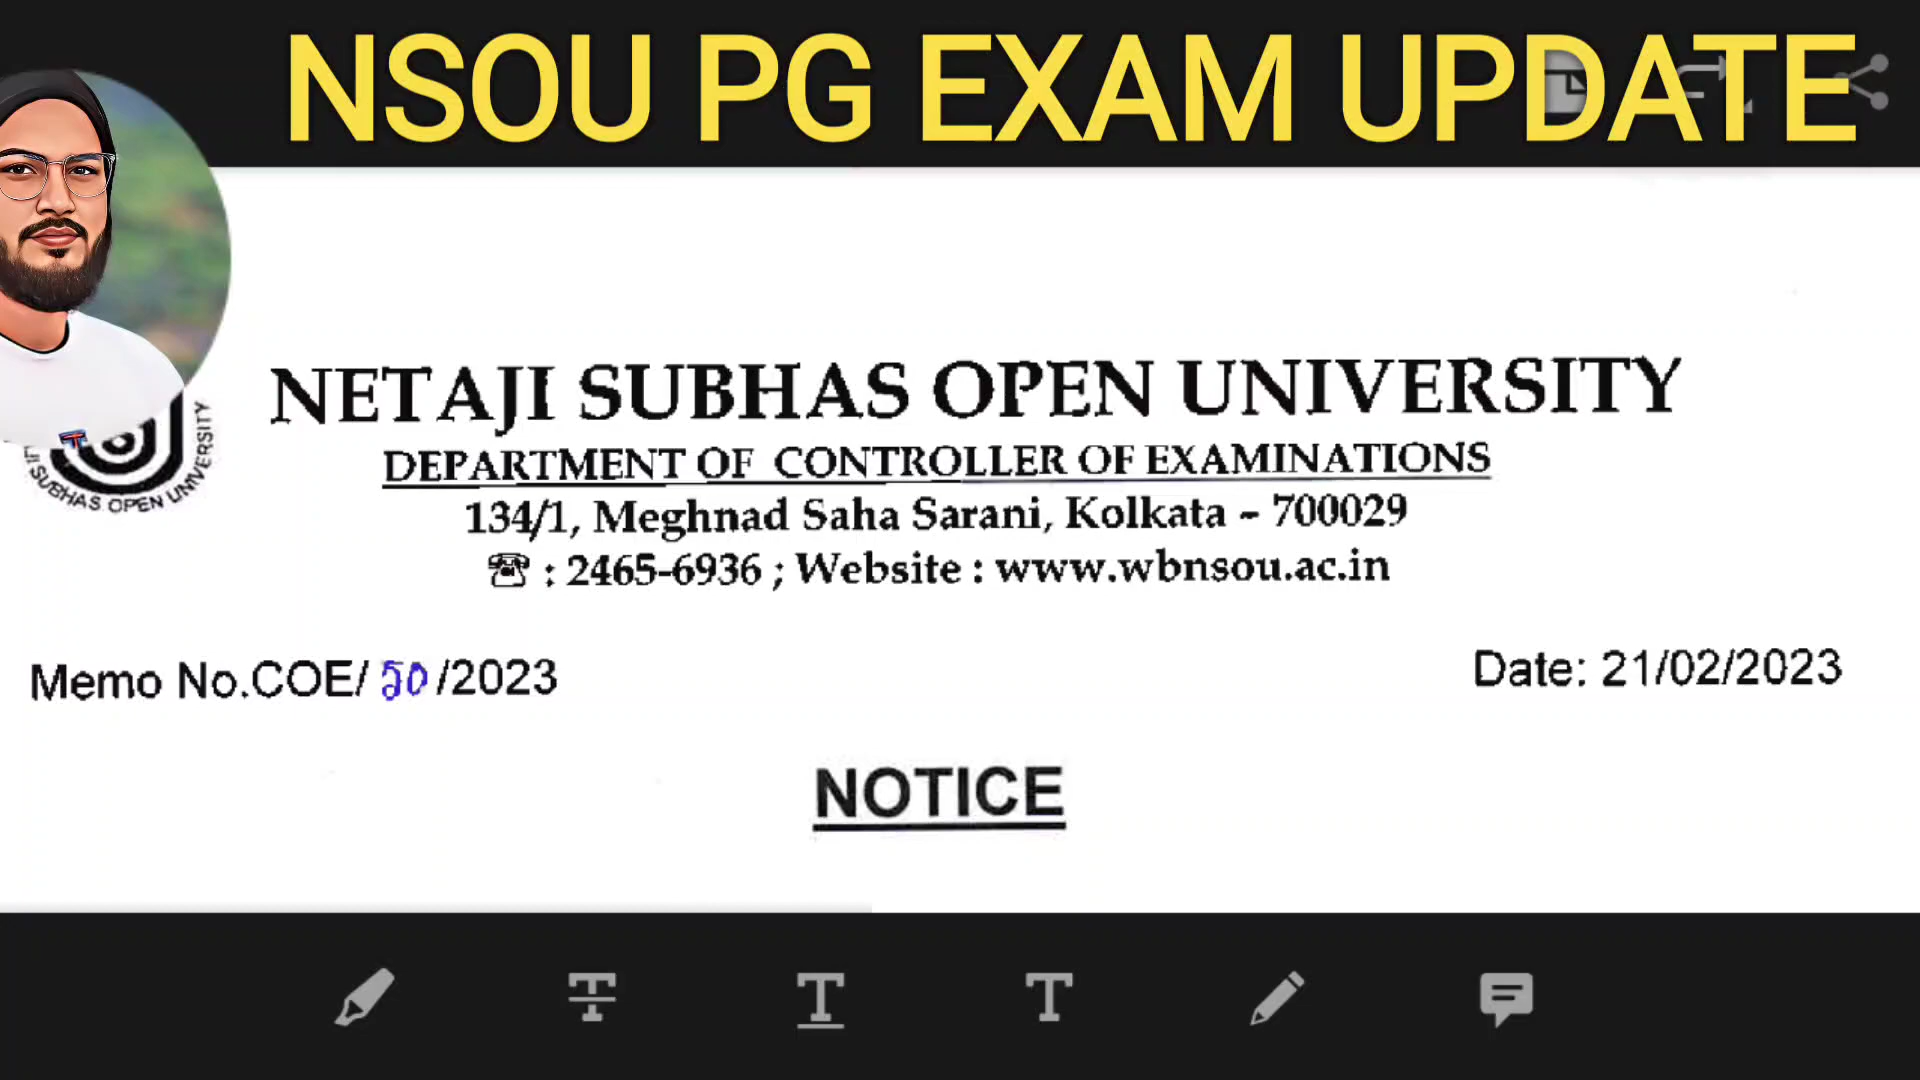 NSOU PG EXAM UPDATE
NETAJI SUBHAS OPEN UNIVERSITY
DEPARTMENT OF CONTROLLER OF EXAMINATIONS
134/1, Meghnad Saha Sarani, Kolkata – 700029
☎ : 2465-6936 ; Website : www.wbnsou.ac.in
SUBHAS OPEN UNIVERSITY
Memo No.COE/ /2023
Date: 21/02/2023
NOTICE